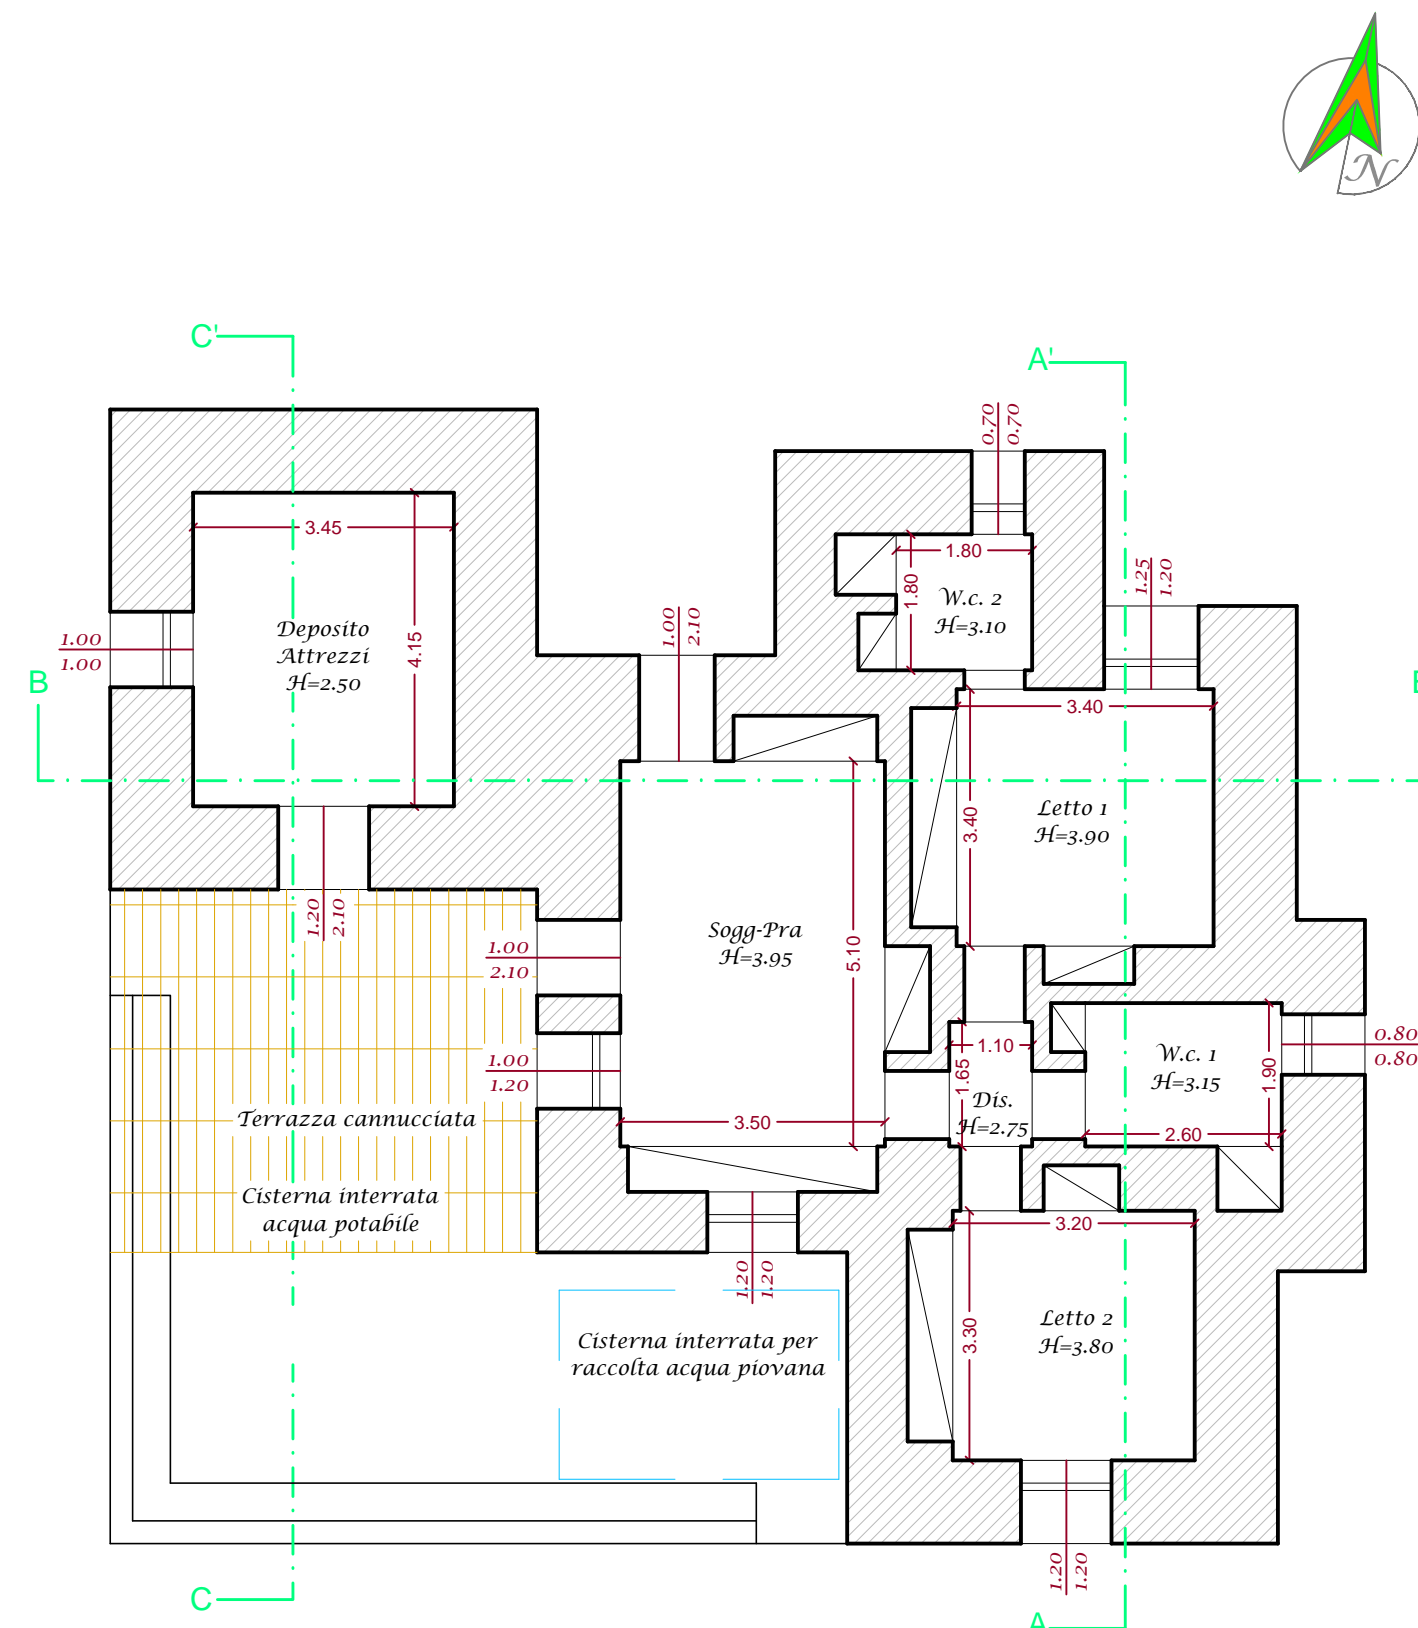 N
C'
A'
0.70
0.70
1.80
1.80
W.c. 2
H=3.10
1.25
1.20
3.45
4.15
Deposito
Attrezzi
H=2.50
1.00
1.00
1.00
2.10
B
3.40
3.40
Letto 1
H=3.90
1.20
2.10
Sogg-Pra
H=3.95
5.10
1.00
2.10
1.00
1.20
3.50
1.10
1.65
Dis.
H=2.75
W.c. 1
H=3.15
1.90
2.60
0.80
0.80
Terrazza cannucciata
Cisterna interrata
acqua potabile
1.20
1.20
3.20
3.30
Letto 2
H=3.80
Cisterna interrata per
raccolta acqua piovana
1.20
1.20
C
A